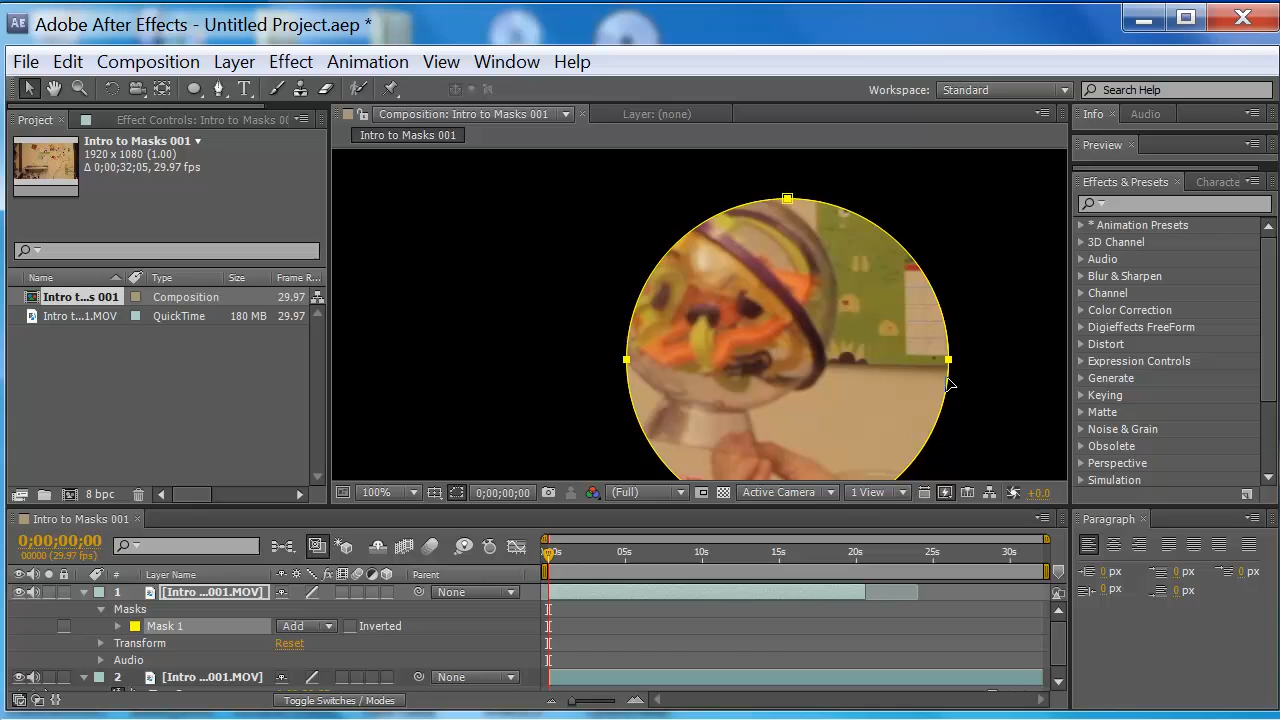 Adobe After Effects - Untitled Project.aep *
File Edit Composition Layer Effect Animation View Window Help
Workspace: Standard Search Help
Project Effect Controls: Intro to Masks 00
Intro to Masks 001
1920 x 1080 (1.00)
Δ 0;00;32;05, 29.97 fps
Name Type Size Frame R...
Intro t...s 001 Composition 29.97
Intro t...1.MOV QuickTime 180 MB 29.97
8 bpc
Composition: Intro to Masks 001 Layer: (none)
Intro to Masks 001
100% 0;00;00;00 (Full) Active Camera 1 View +0.0
Info Audio
Preview
Effects & Presets Characte
* Animation Presets
3D Channel
Audio
Blur & Sharpen
Channel
Color Correction
Digieffects FreeForm
Distort
Expression Controls
Generate
Keying
Matte
Noise & Grain
Obsolete
Perspective
Simulation
Intro to Masks 001
0;00;00;00
00000 (29.97 fps)
00s 05s 10s 15s 20s 25s 30s
# Layer Name Parent
1 [Intro ...001.MOV] None
Masks
Mask 1 Add Inverted
Transform Reset
Audio
2 [Intro ...001.MOV] None
Toggle Switches / Modes
Paragraph
0 px 0 px 0 px
0 px 0 px